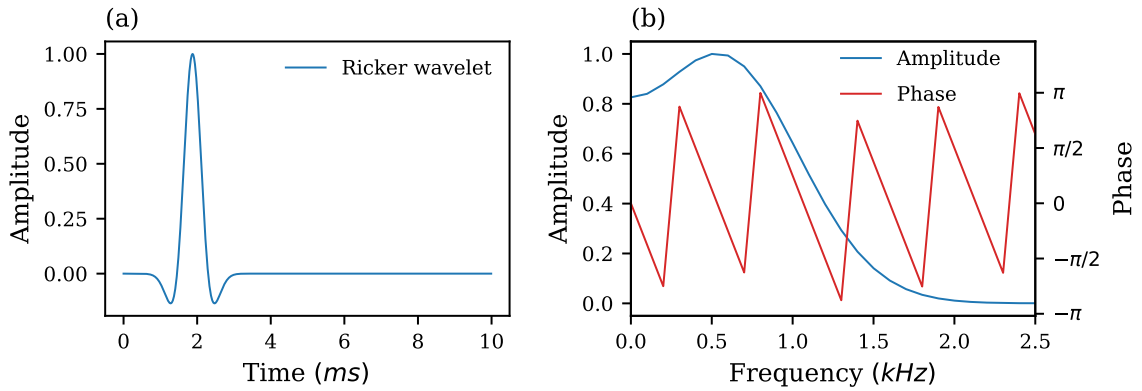 (a)
Amplitude
1.00
0.75
0.50
0.25
0.00
Ricker wavelet
0 2 4 6 8 10
Time (ms)
(b)
Amplitude
1.0
0.8
0.6
0.4
0.2
0.0
Amplitude
Phase
π
π/2
0
−π/2
−π
Phase
0.0 0.5 1.0 1.5 2.0 2.5
Frequency (kHz)